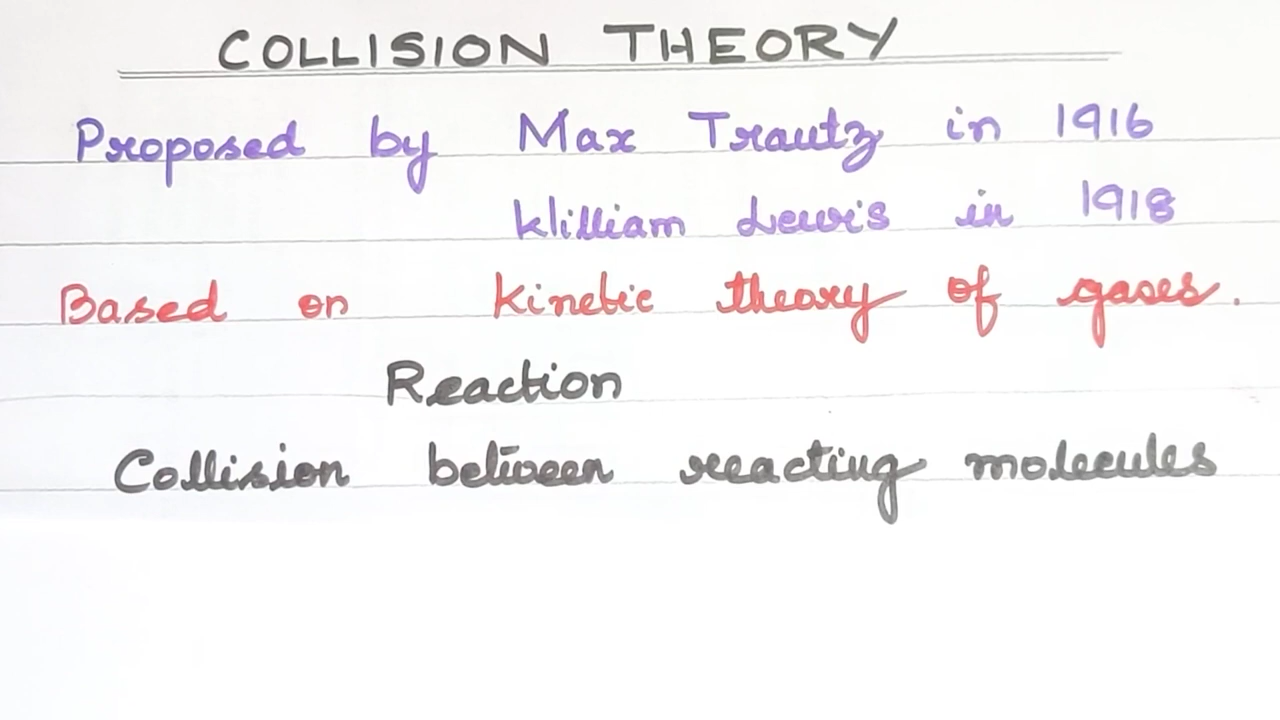 COLLISION THEORY
Proposed by Max Trautz in 1916
William Lewis in 1918
Based on kinetic theory of gases.
Reaction
Collision between reacting molecules